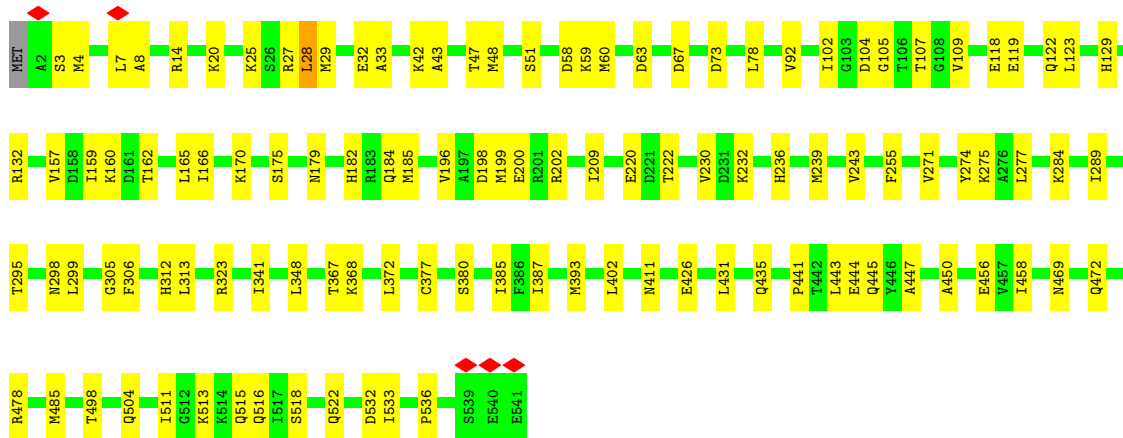 MET A2 S3 M4 L7 A8 R14 K20 K25 S26 R27 L28 M29 E32 A33 K42 A43 T47 M48 S51 D58 K59 M60 D63 D67 D73 L78 V92 I102 G103 D104 G105 T106 T107 G108 V109 E118 E119 Q122 L123 H129
R132 V157 D158 I159 K160 D161 T162 L165 I166 K170 S175 N179 H182 R183 Q184 M185 V196 A197 D198 M199 E200 R201 R202 I209 E220 D221 T222 V230 D231 K232 H236 M239 V243 F255 V271 Y274 K275 A276 L277 K284 I289
T295 N298 L299 G305 F306 H312 L313 R323 I341 L348 T367 K368 L372 C377 S380 I385 F386 I387 M393 L402 N411 E426 L431 Q435 P441 T442 L443 E444 Q445 Y446 A447 A450 E456 V457 I458 N469 Q472
R478 M485 T498 Q504 I511 G512 K513 K514 Q515 Q516 I517 S518 Q522 D532 I533 P536 S539 E540 E541